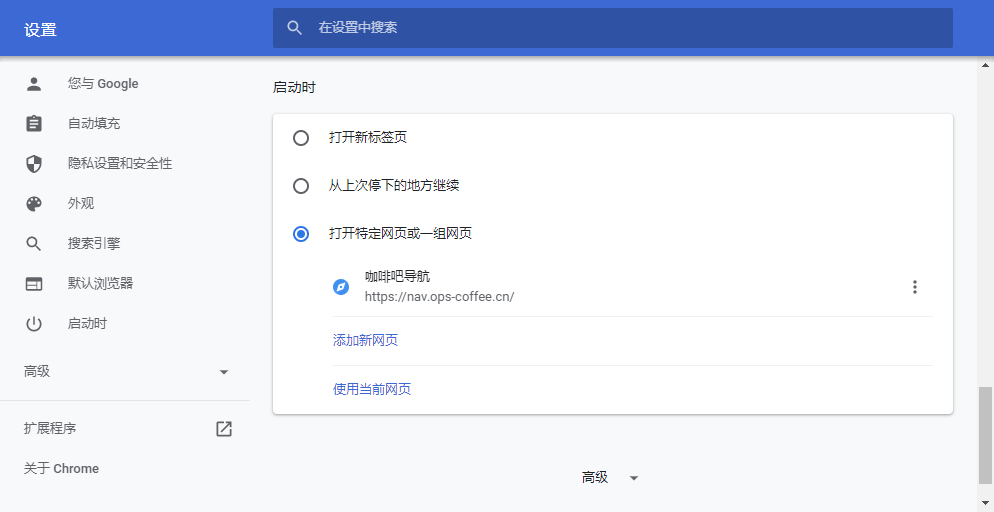 设置
在设置中搜索
您与 Google
自动填充
隐私设置和安全性
外观
搜索引擎
默认浏览器
启动时
高级
扩展程序
关于 Chrome
启动时
打开新标签页
从上次停下的地方继续
打开特定网页或一组网页
咖啡吧导航
https://nav.ops-coffee.cn/
添加新网页
使用当前网页
高级